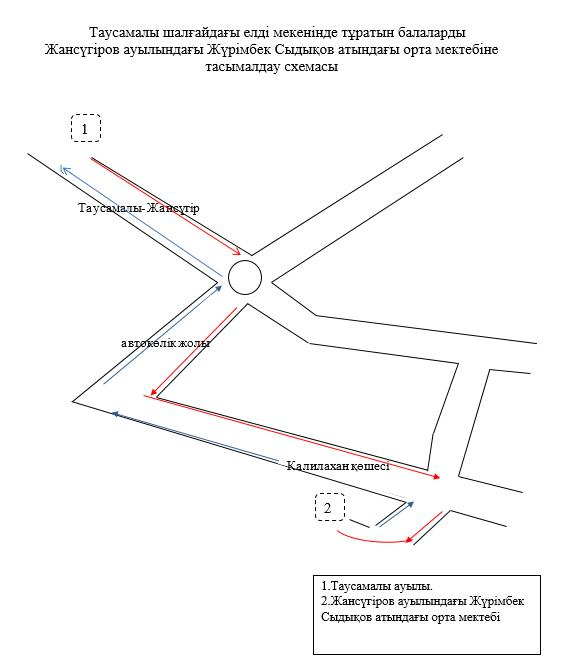 Таусамалы шалғайдағы елді мекенінде тұратын балаларды
Жансүгіров ауылындағы Жүрімбек Сыдықов атындағы орта мектебіне
тасымалдау схемасы
1
Таусамалы-Жансүгір
автокөлік жолы
Калилахан көшесі
2
1.Таусамалы ауылы.
2.Жансүгіров ауылындағы Жүрімбек
Сыдықов атындағы орта мектебі